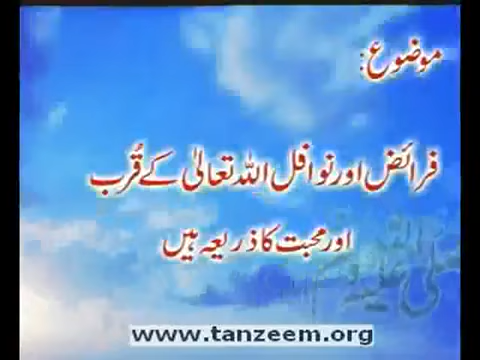 موضوع:
فرائض اور نوافل اللہ تعالیٰ کے قُرب
اور محبت کا ذریعہ ہیں
www.tanzeem.org